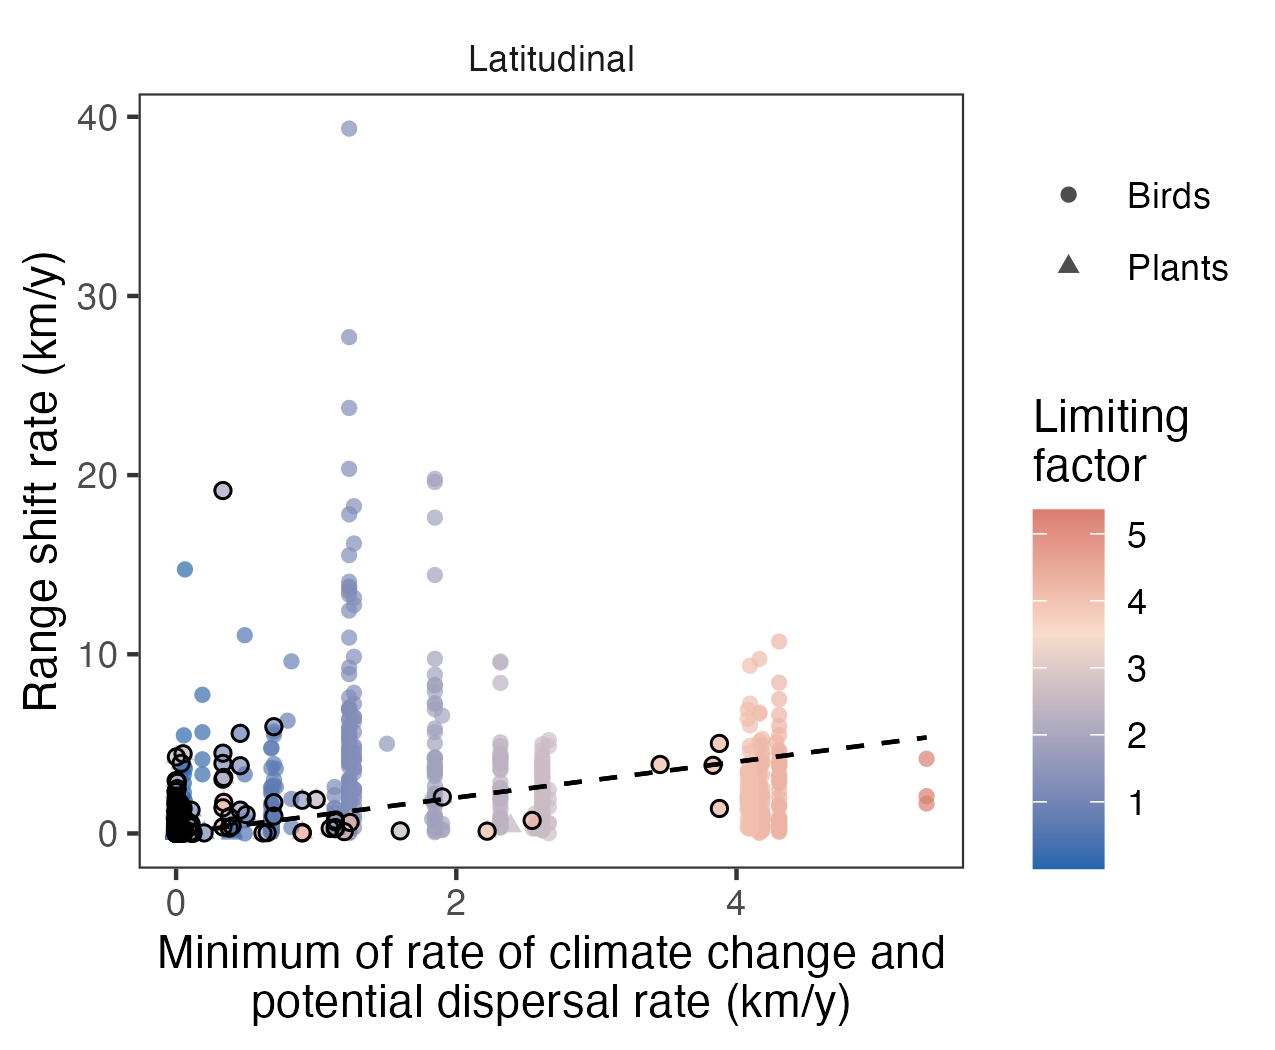 Latitudinal
40
30
20
10
0
Range shift rate (km/y)
0 2 4
Minimum of rate of climate change and
potential dispersal rate (km/y)
Birds
Plants
Limiting
factor
5
4
3
2
1